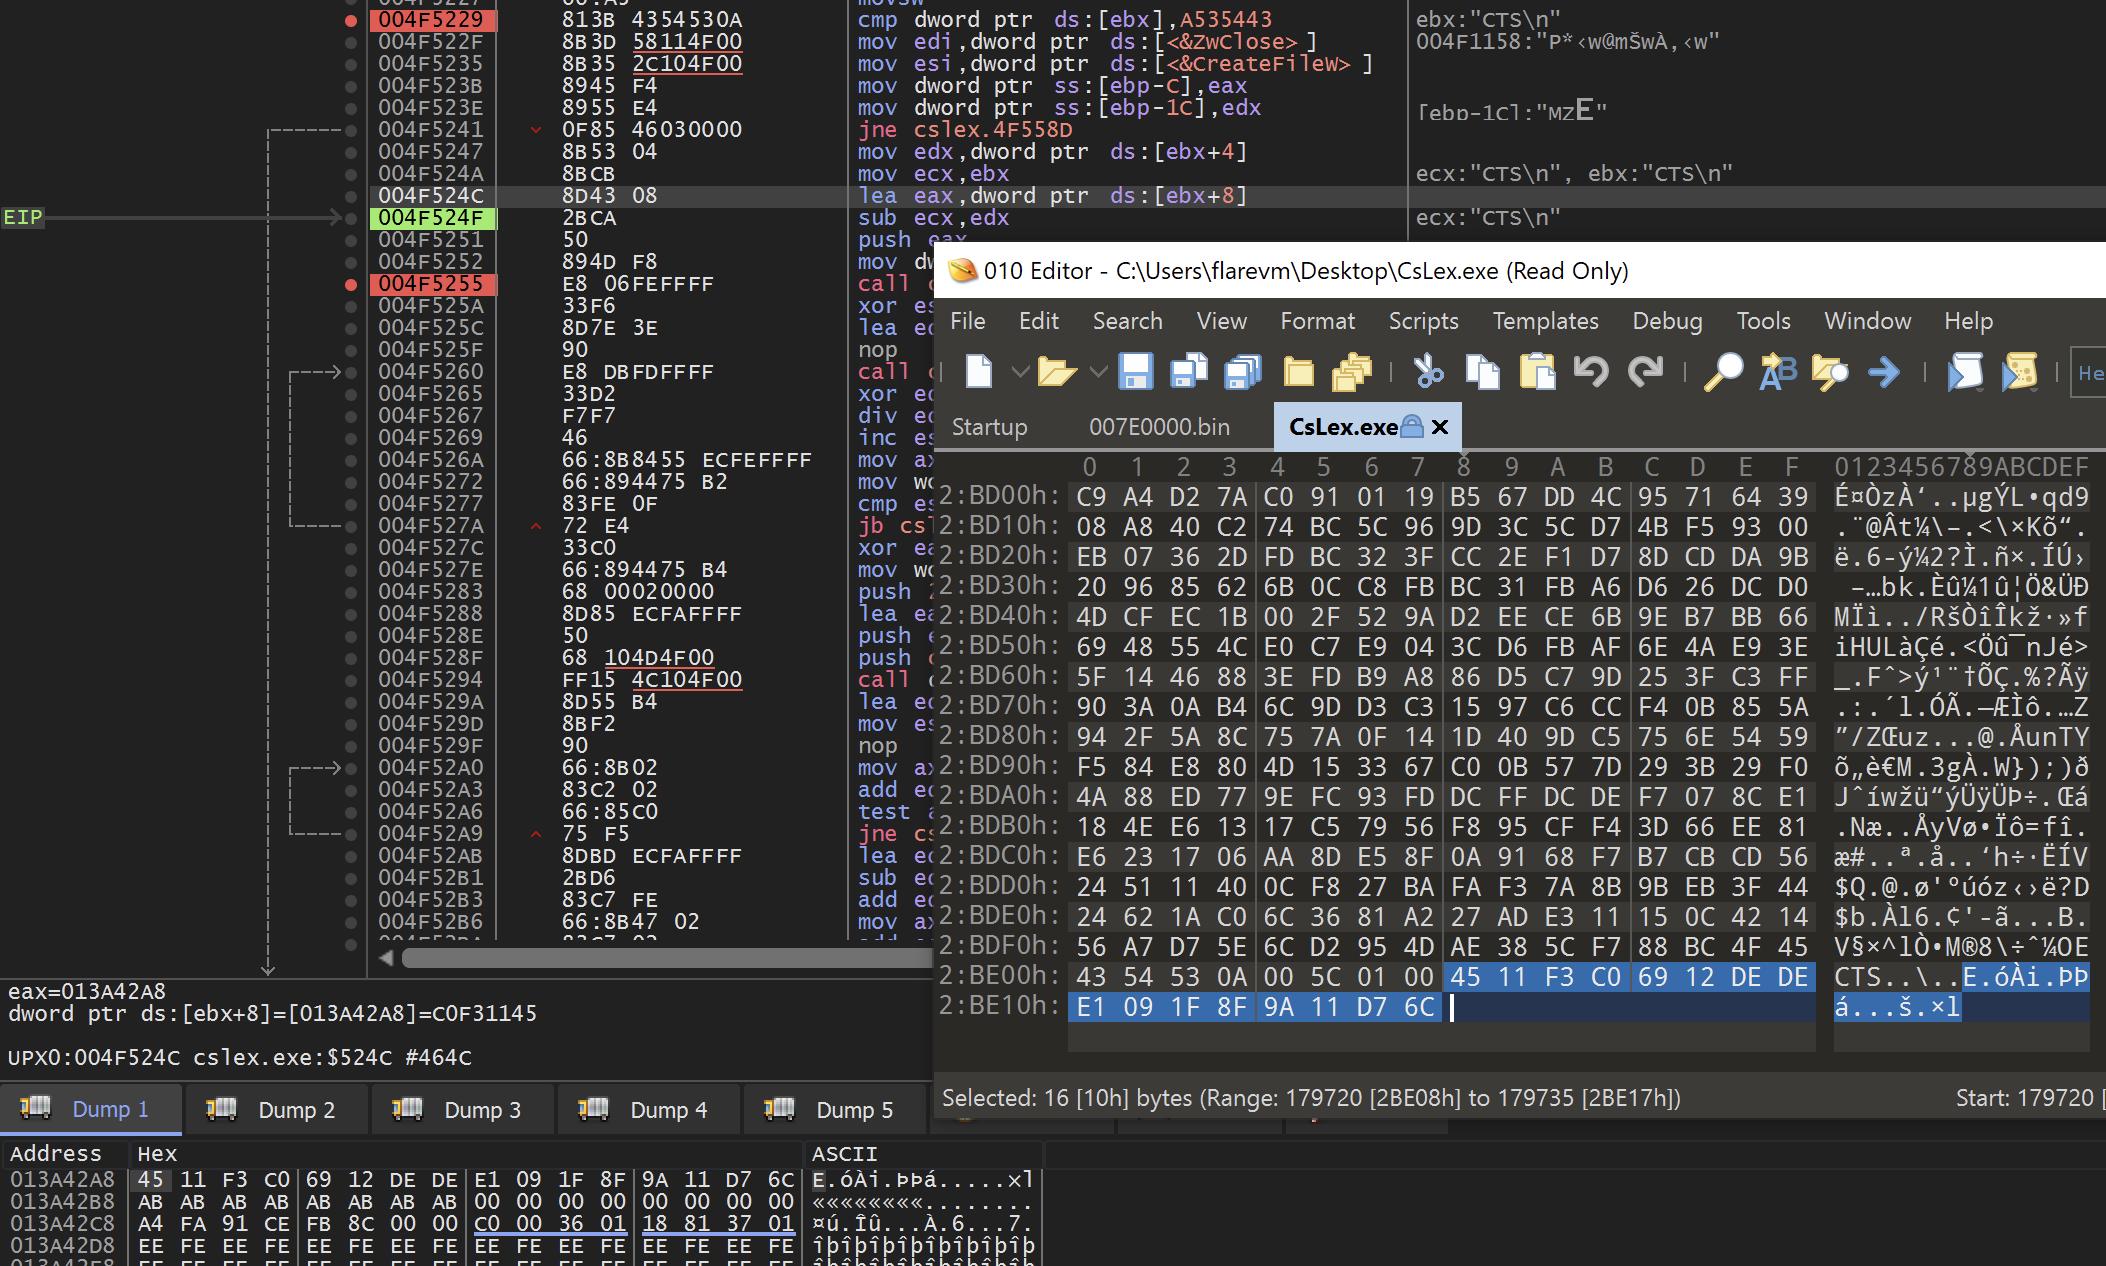 004F5229 813B 4354530A cmp dword ptr ds:[ebx],A535443 ebx:"CTS\n"
004F522F 8B3D 58114F00 mov edi,dword ptr ds:[<&ZwClose>] 004F1158:"P*‹w@mŠwÀ,‹w"
004F5235 8B35 2C104F00 mov esi,dword ptr ds:[<&CreateFileW>]
004F523B 8945 F4 mov dword ptr ss:[ebp-C],eax
004F523E 8955 E4 mov dword ptr ss:[ebp-1C],edx [ebp-1C]:"MZE"
004F5241 0F85 46030000 jne cslex.4F558D
004F5247 8B53 04 mov edx,dword ptr ds:[ebx+4]
004F524A 8BCB mov ecx,ebx ecx:"CTS\n", ebx:"CTS\n"
004F524C 8D43 08 lea eax,dword ptr ds:[ebx+8]
EIP 004F524F 2BCA sub ecx,edx ecx:"CTS\n"
004F5251 50 push eax
004F5252 894D F8 mov
004F5255 E8 06FEFFFF call
004F525A 33F6 xor
004F525C 8D7E 3E lea
004F525F 90 nop
004F5260 E8 DBFDFFFF call
004F5265 33D2 xor
004F5267 F7F7 div
004F5269 46 inc
004F526A 66:8B8455 ECFEFFFF mov
004F5272 66:894475 B2 mov
004F5277 83FE 0F cmp
004F527A 72 E4 jb
004F527C 33C0 xor
004F527E 66:894475 B4 mov
004F5283 68 00020000 push
004F5288 8D85 ECFAFFFF lea
004F528E 50 push
004F528F 68 104D4F00 push
004F5294 FF15 4C104F00 call
004F529A 8D55 B4 lea
004F529D 8BF2 mov
004F529F 90 nop
004F52A0 66:8B02 mov
004F52A3 83C2 02 add
004F52A6 66:85C0 test
004F52A9 75 F5 jne
004F52AB 8DBD ECFAFFFF lea
004F52B1 2BD6 sub
004F52B3 83C7 FE add
004F52B6 66:8B47 02 mov
eax=013A42A8
dword ptr ds:[ebx+8]=[013A42A8]=C0F31145
UPX0:004F524C cslex.exe:$524C #464C
010 Editor - C:\Users\flarevm\Desktop\CsLex.exe (Read Only)
File Edit Search View Format Scripts Templates Debug Tools Window Help
He
Startup 007E0000.bin CsLex.exe
0 1 2 3 4 5 6 7 8 9 A B C D E F 0123456789ABCDEF
2:BD00h: C9 A4 D2 7A C0 91 01 19 B5 67 DD 4C 95 71 64 39 É¤ÒzÀ‘..µgÝL•qd9
2:BD10h: 08 A8 40 C2 74 BC 5C 96 9D 3C 5C D7 4B F5 93 00 .¨@Ât¼\–.<\×Kõ“.
2:BD20h: EB 07 36 2D FD BC 32 3F CC 2E F1 D7 8D CD DA 9B ë.6-ý¼2?Ì.ñ×.ÍÚ›
2:BD30h: 20 96 85 62 6B 0C C8 FB BC 31 FB A6 D6 26 DC D0 –…bk.Èû¼1û¦Ö&ÜÐ
2:BD40h: 4D CF EC 1B 00 2F 52 9A D2 EE CE 6B 9E B7 BB 66 MÏì../RšÒîÎkž·»f
2:BD50h: 69 48 55 4C E0 C7 E9 04 3C D6 FB AF 6E 4A E9 3E iHULàÇé.<Öû¯nJé>
2:BD60h: 5F 14 46 88 3E FD B9 A8 86 D5 C7 9D 25 3F C3 FF _.Fˆ>ý¹¨†ÕÇ.%?Ãÿ
2:BD70h: 90 3A 0A B4 6C 9D D3 C3 15 97 C6 CC F4 0B 85 5A .:.´l.ÓÃ.—ÆÌô.…Z
2:BD80h: 94 2F 5A 8C 75 7A 0F 14 1D 40 9D C5 75 6E 54 59 ”/ZŒuz...@.ÅunTY
2:BD90h: F5 84 E8 80 4D 15 33 67 C0 0B 57 7D 29 3B 29 F0 õ„è€M.3gÀ.W});)ð
2:BDA0h: 4A 88 ED 77 9E FC 93 FD DC FF DC DE F7 07 8C E1 Jˆíwžü“ýÜÿÜÞ÷.Œá
2:BDB0h: 18 4E E6 13 17 C5 79 56 F8 95 CF F4 3D 66 EE 81 .Næ..ÅyVø•Ïô=fî.
2:BDC0h: E6 23 17 06 AA 8D E5 8F 0A 91 68 F7 B7 CB CD 56 æ#..ª.å..‘h÷·ËÍV
2:BDD0h: 24 51 11 40 0C F8 27 BA FA F3 7A 8B 9B EB 3F 44 $Q.@.ø'ºúóz‹›ë?D
2:BDE0h: 24 62 1A C0 6C 36 81 A2 27 AD E3 11 15 0C 42 14 $b.Àl6.¢'-ã...B.
2:BDF0h: 56 A7 D7 5E 6C D2 95 4D AE 38 5C F7 88 BC 4F 45 V§×^lÒ•M®8\÷ˆ¼OE
2:BE00h: 43 54 53 0A 00 5C 01 00 45 11 F3 C0 69 12 DE DE CTS..\..E.óÀi.ÞÞ
2:BE10h: E1 09 1F 8F 9A 11 D7 6C á...š.×l
Selected: 16 [10h] bytes (Range: 179720 [2BE08h] to 179735 [2BE17h]) Start: 179720 [
Dump 1 Dump 2 Dump 3 Dump 4 Dump 5
Address Hex ASCII
013A42A8 45 11 F3 C0 69 12 DE DE E1 09 1F 8F 9A 11 D7 6C E.óÀi.ÞÞá.....×l
013A42B8 AB AB AB AB AB AB AB AB 00 00 00 00 00 00 00 00 ««««««««........
013A42C8 A4 FA 91 CE FB 8C 00 00 C0 00 36 01 18 81 37 01 ¤ú.Îû...À.6...7.
013A42D8 EE FE EE FE EE FE EE FE EE FE EE FE EE FE EE FE îþîþîþîþîþîþîþîþ